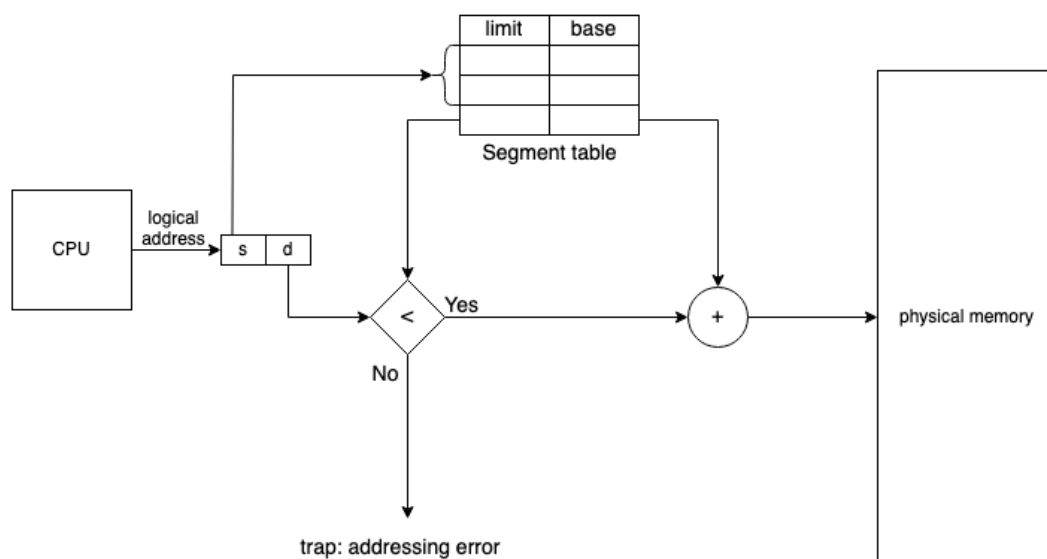 limit base
Segment table
CPU
logical
address
s d
<
Yes
+
physical memory
No
trap: addressing error